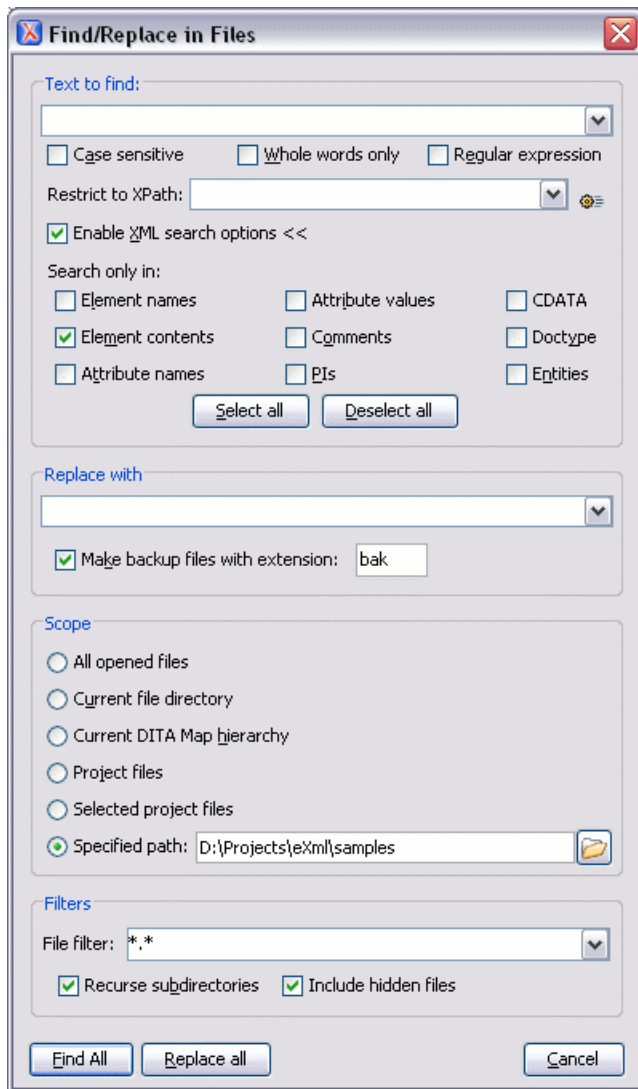 Find/Replace in Files
Text to find:
Case sensitive Whole words only Regular expression
Restrict to XPath:
Enable XML search options <<
Search only in:
Element names Attribute values CDATA
Element contents Comments Doctype
Attribute names PIs Entities
Select all Deselect all
Replace with
Make backup files with extension: bak
Scope
All opened files
Current file directory
Current DITA Map hierarchy
Project files
Selected project files
Specified path: D:\Projects\eXml\samples
Filters
File filter: *.*
Recurse subdirectories Include hidden files
Find All Replace all Cancel